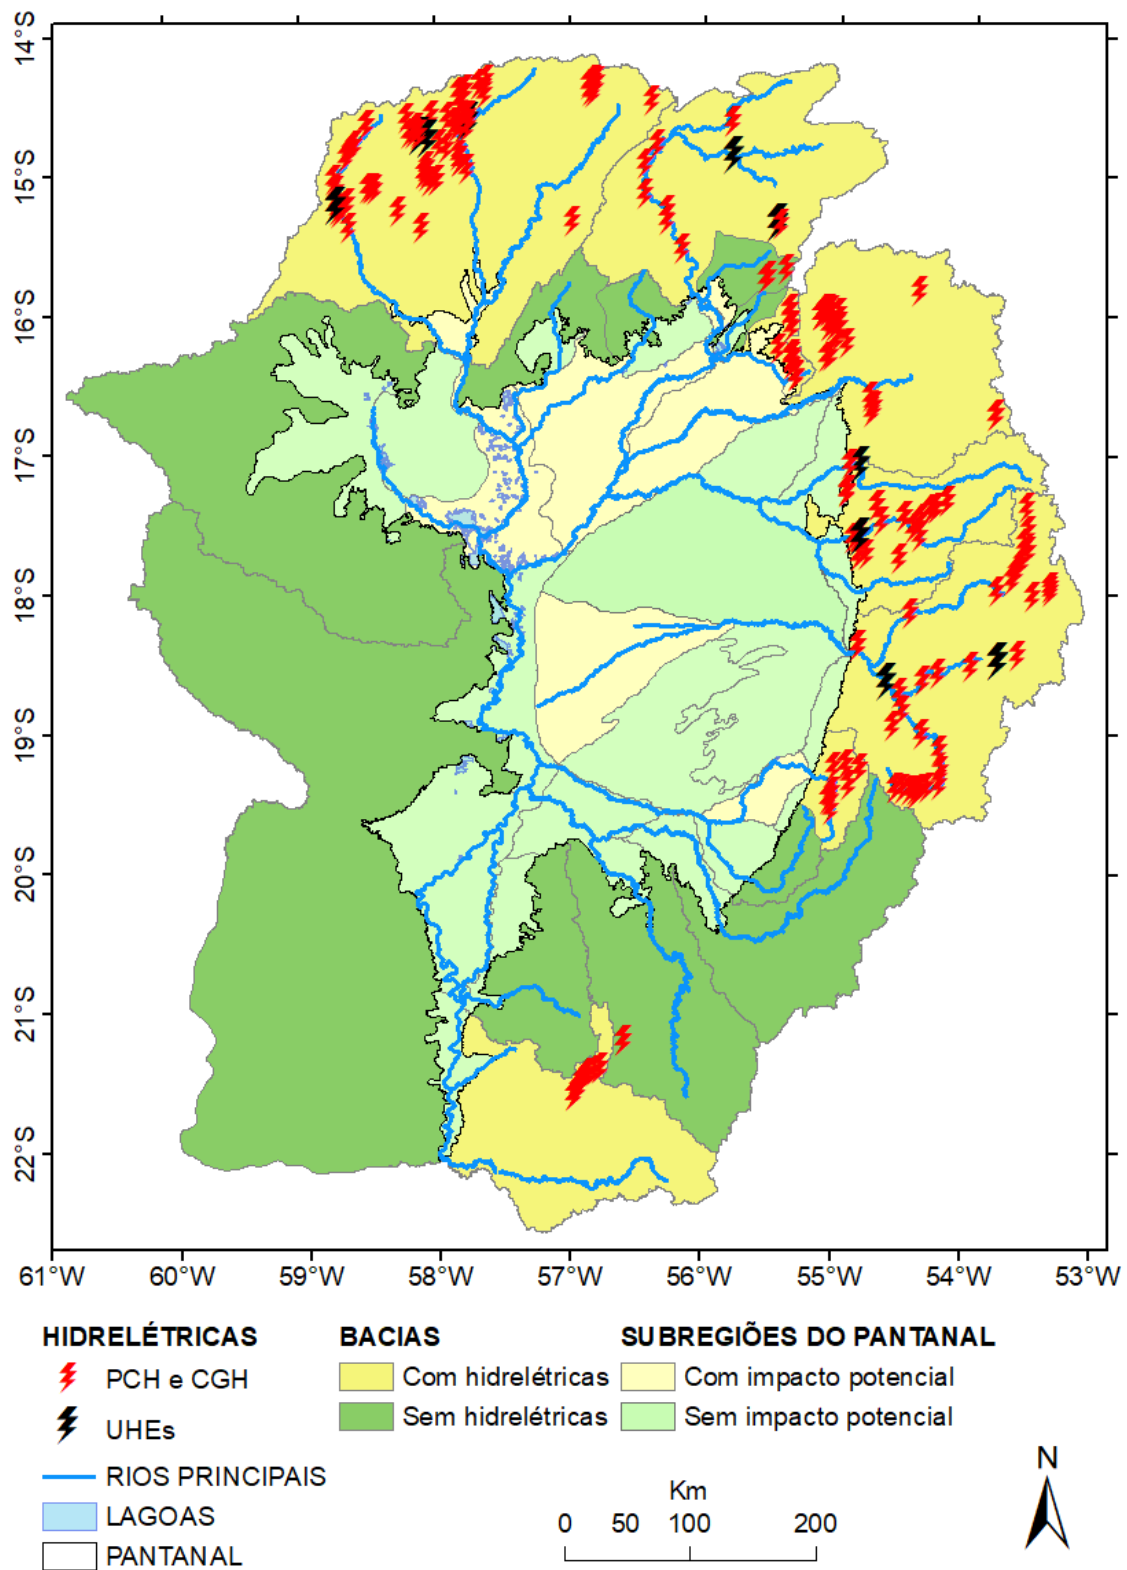 14°S
15°S
16°S
17°S
18°S
19°S
20°S
21°S
22°S
61°W 60°W 59°W 58°W 57°W 56°W 55°W 54°W 53°W
HIDRELÉTRICAS BACIAS SUBREGIÕES DO PANTANAL
PCH e CGH Com hidrelétricas Com impacto potencial
UHEs Sem hidrelétricas Sem impacto potencial
RIOS PRINCIPAIS
LAGOAS
PANTANAL
Km
0 50 100 200
N